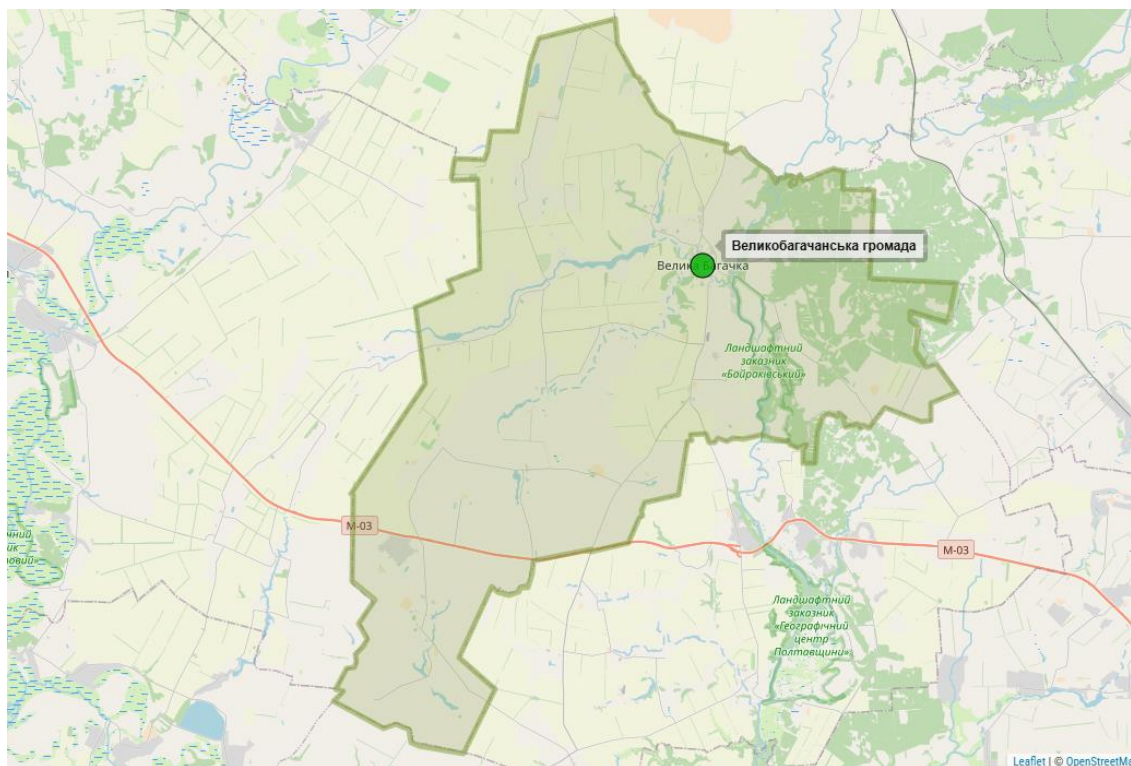 Великобагачанська громада
Велика Багачка
Ландшафтний
заказник
«Байраківський»
М-03
М-03
Ландшафтний
заказник
«Географічний
центр
Полтавщини»
Leaflet | © OpenStreetMa